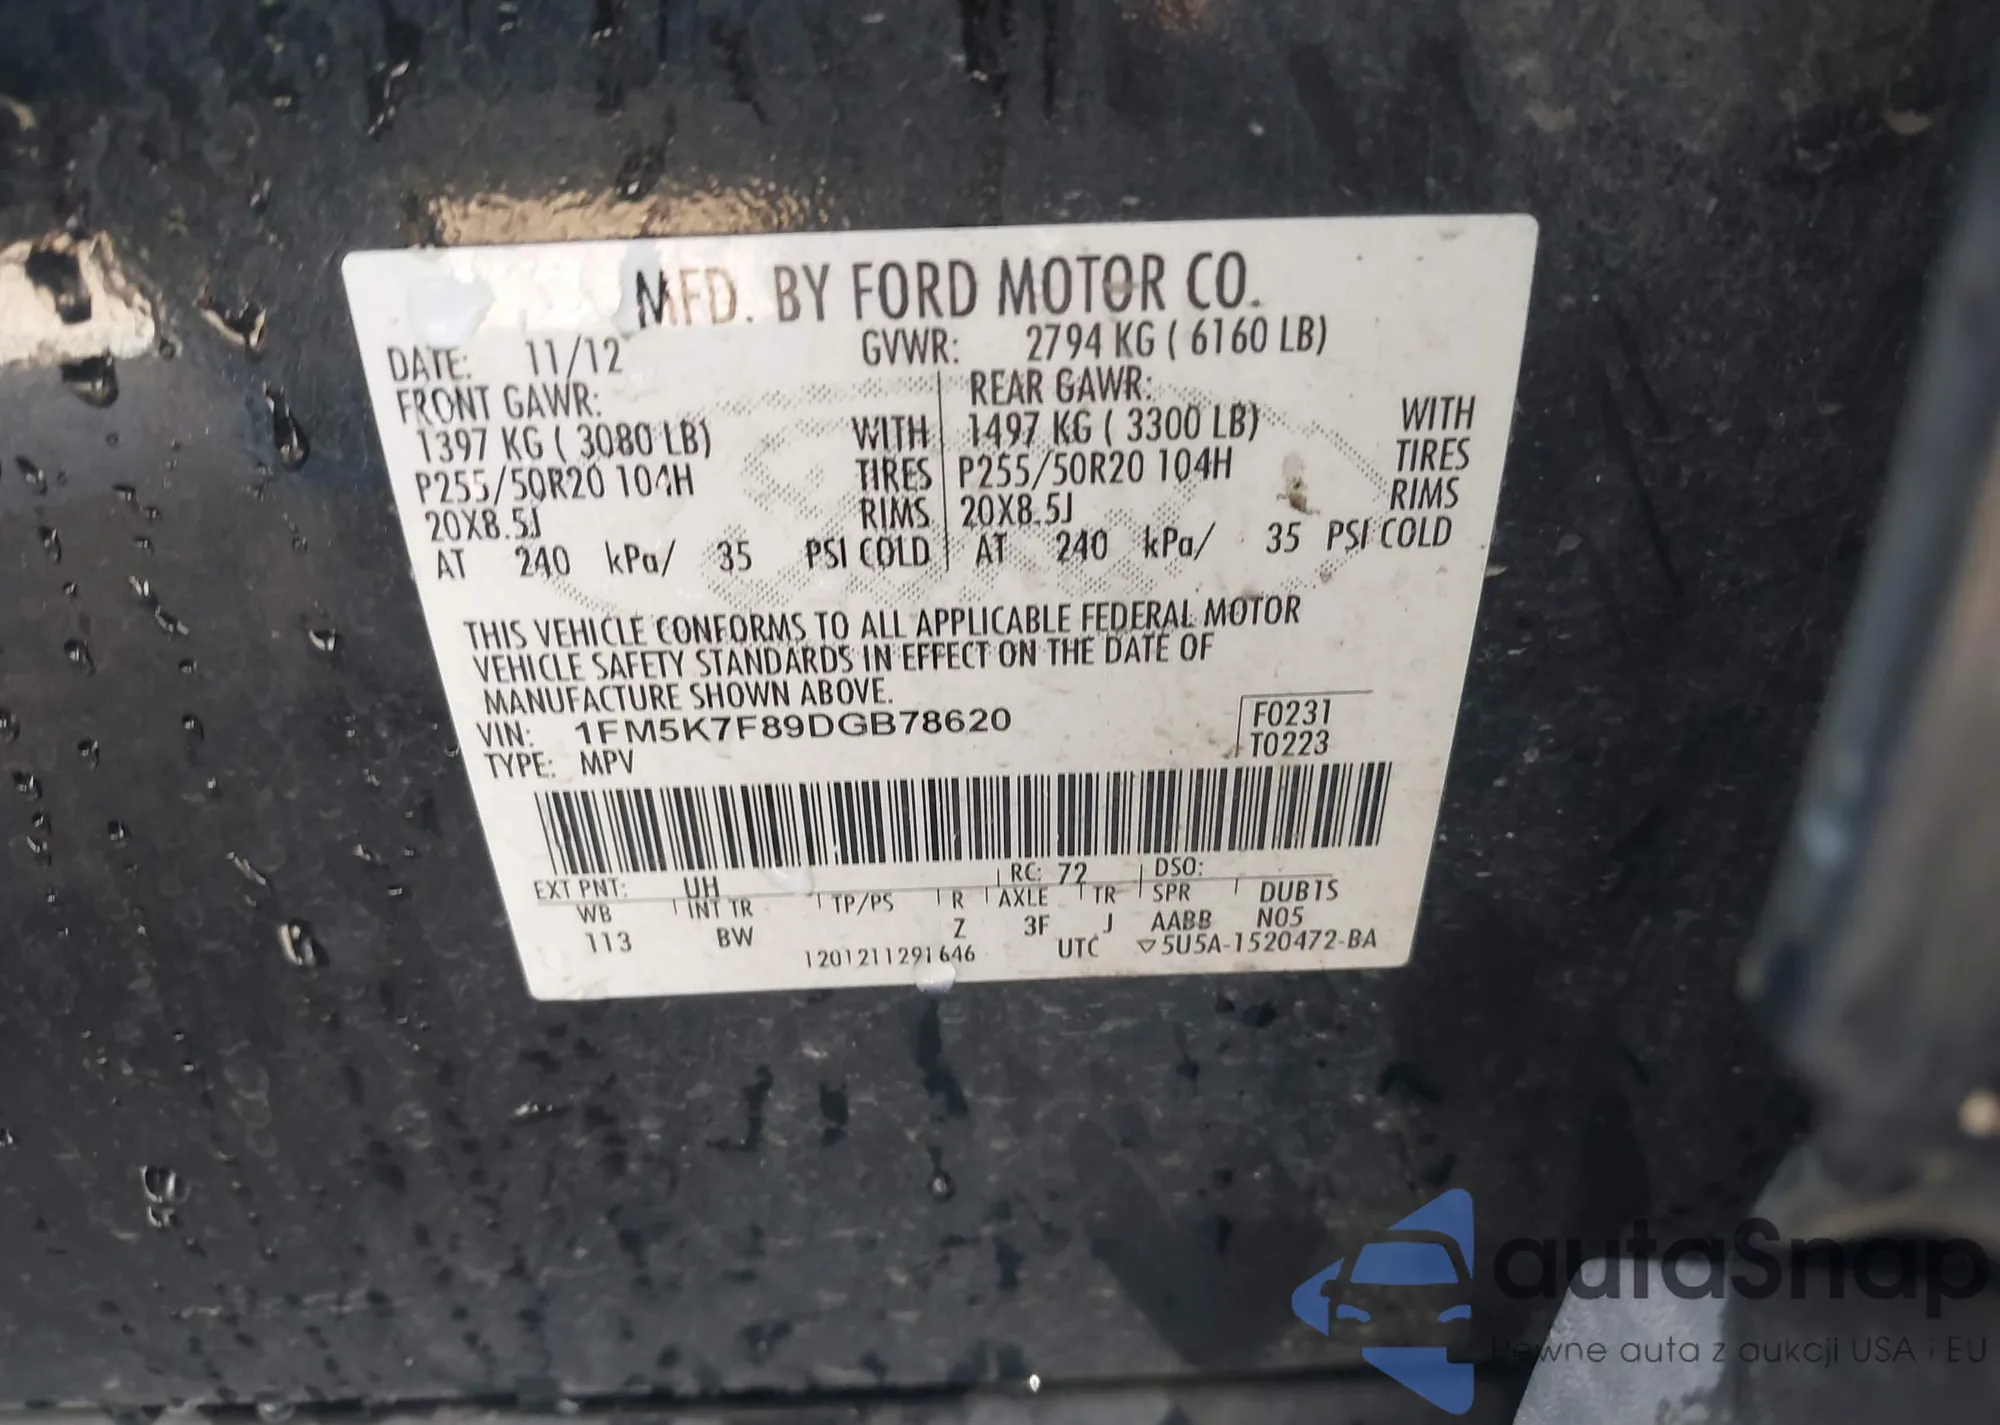 MFD. BY FORD MOTOR CO.
DATE: 11/12 GVWR: 2794 KG ( 6160 LB)
FRONT GAWR: REAR GAWR:
1397 KG ( 3080 LB) WITH 1497 KG ( 3300 LB) WITH
P255/50R20 104H TIRES P255/50R20 104H TIRES
20X8.5J RIMS 20X8.5J RIMS
AT 240 kPa/ 35 PSI COLD AT 240 kPa/ 35 PSI COLD
THIS VEHICLE CONFORMS TO ALL APPLICABLE FEDERAL MOTOR
VEHICLE SAFETY STANDARDS IN EFFECT ON THE DATE OF
MANUFACTURE SHOWN ABOVE.
VIN: 1FM5K7F89DGB78620 F0231
TYPE: MPV T0223
EXT PNT: UH RC: 72 DSO:
WB INT TR TP/PS R AXLE TR SPR DUB1S
113 BW Z 3F J AABB N05
1201211291646 UTC ▽5U5A-1520472-BA
autaSnap
Pewne auta z aukcji USA i EU